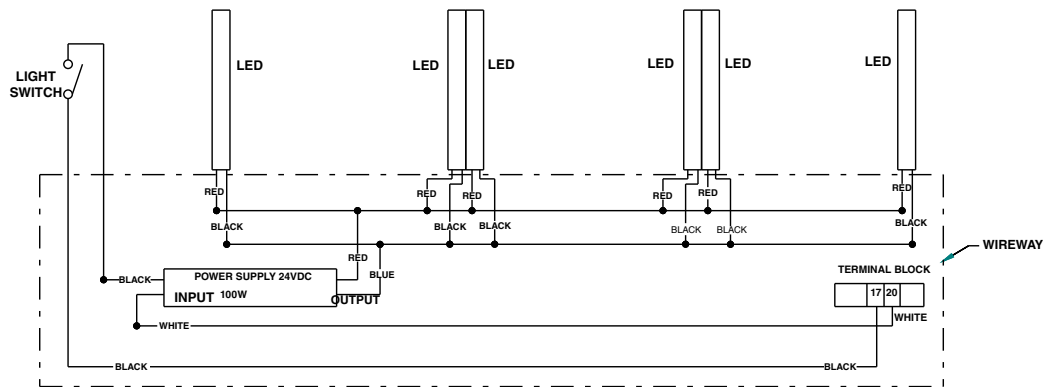 LED
LED
LED
LED
LED
LED
LIGHT
SWITCH
RED
RED
RED
RED
RED
RED
BLACK
BLACK
BLACK
BLACK
BLACK
BLACK
WIREWAY
RED
BLUE
BLACK
POWER SUPPLY 24VDC
INPUT 100W
OUTPUT
TERMINAL BLOCK
17 20
WHITE
WHITE
BLACK
BLACK